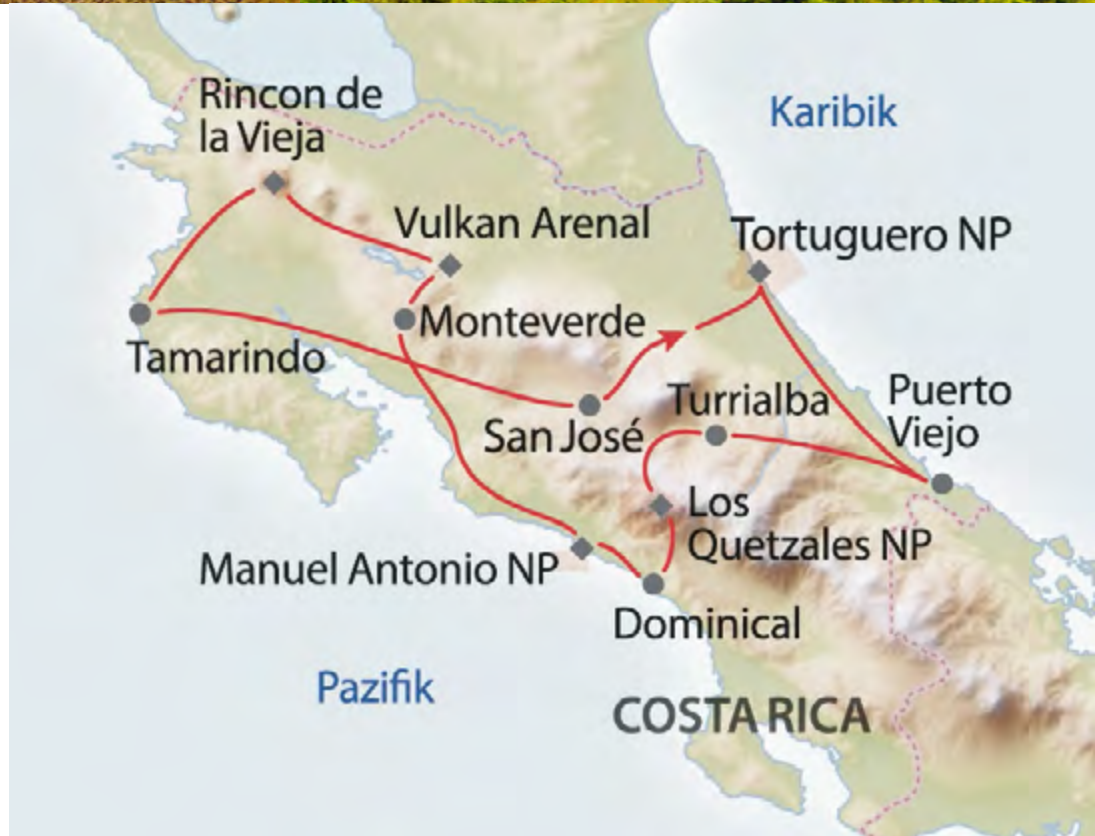 Rincon de
la Vieja
Karibik
Vulkan Arenal
Tortuguero NP
Monteverde
Tamarindo
Turrialba
Puerto
Viejo
San José
Los
Quetzales NP
Manuel Antonio NP
Dominical
Pazifik
COSTA RICA